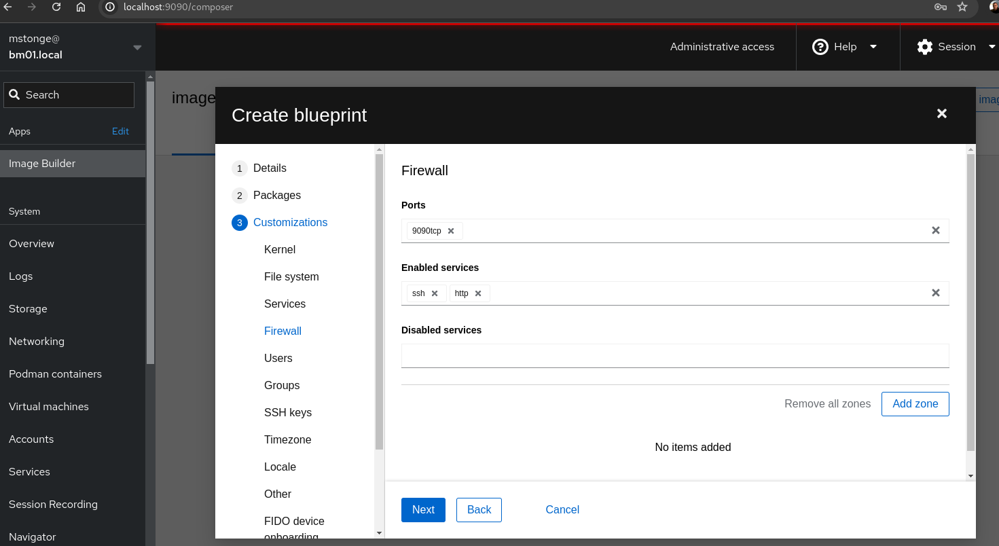 localhost:9090/composer
mstonge@
bm01.local
Administrative access
Help
Session
Search
Apps
Edit
Image Builder
System
Overview
Logs
Storage
Networking
Podman containers
Virtual machines
Accounts
Services
Session Recording
Navigator
image
imag
Create blueprint
1 Details
2 Packages
3 Customizations
Kernel
File system
Services
Firewall
Users
Groups
SSH keys
Timezone
Locale
Other
FIDO device
onboarding
Firewall
Ports
9090tcp
Enabled services
ssh http
Disabled services
Remove all zones Add zone
No items added
Next Back Cancel